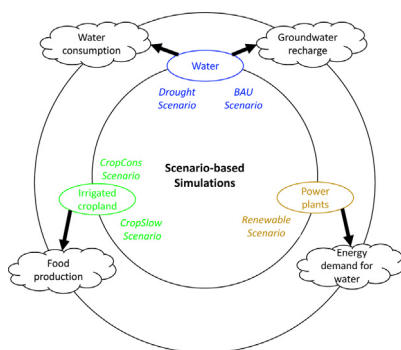 Water
consumption
Groundwater
recharge
Water
Drought
Scenario
BAU
Scenario
CropCons
Scenario
Scenario-based
Simulations
Irrigated
cropland
Power
plants
CropSlow
Scenario
Renewable
Scenario
Food
production
Energy
demand for
water